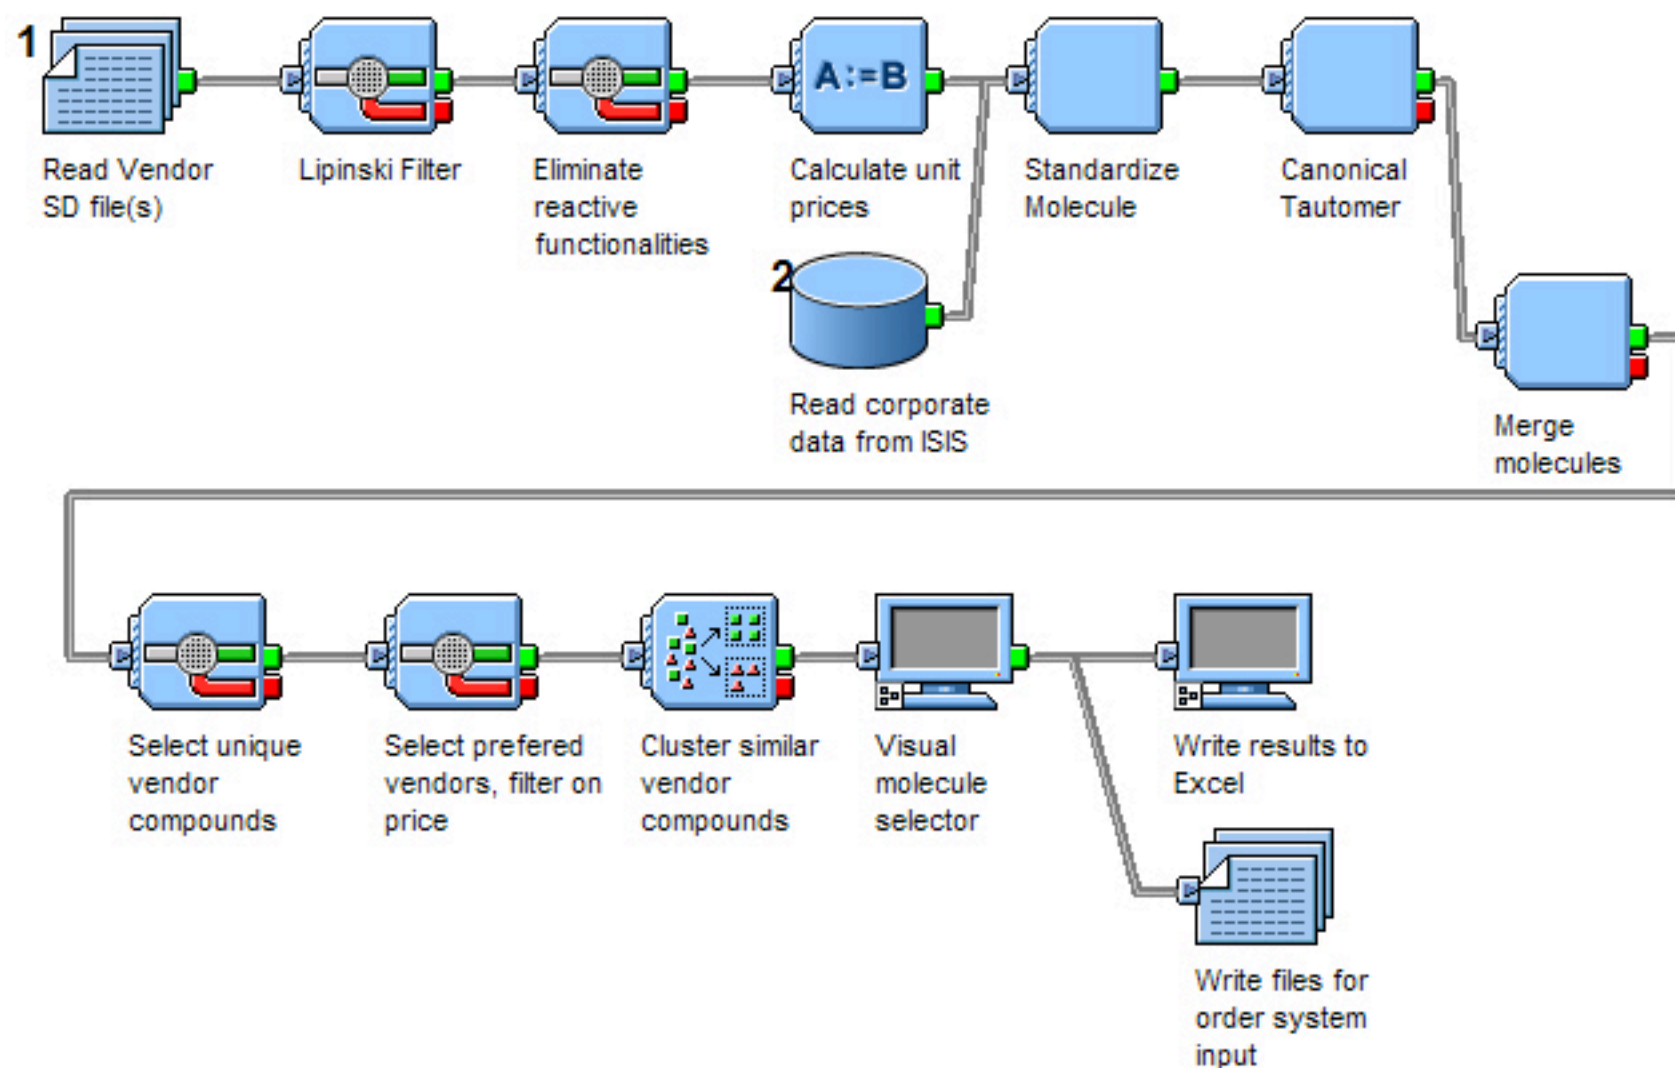 1
Read Vendor
SD file(s)
Lipinski Filter
Eliminate
reactive
functionalities
A:=B
Calculate unit
prices
Standardize
Molecule
Canonical
Tautomer
2
Read corporate
data from ISIS
Merge
molecules
Select unique
vendor
compounds
Select prefered
vendors, filter on
price
Cluster similar
vendor
compounds
Visual
molecule
selector
Write results to
Excel
Write files for
order system
input